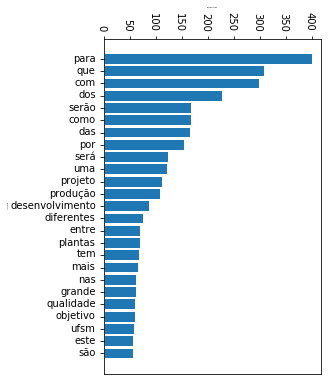 0 50 100 150 200 250 300 350 400
para
que
com
dos
serão
como
das
por
será
uma
projeto
produção
desenvolvimento
diferentes
entre
plantas
tem
mais
nas
grande
qualidade
objetivo
ufsm
este
são